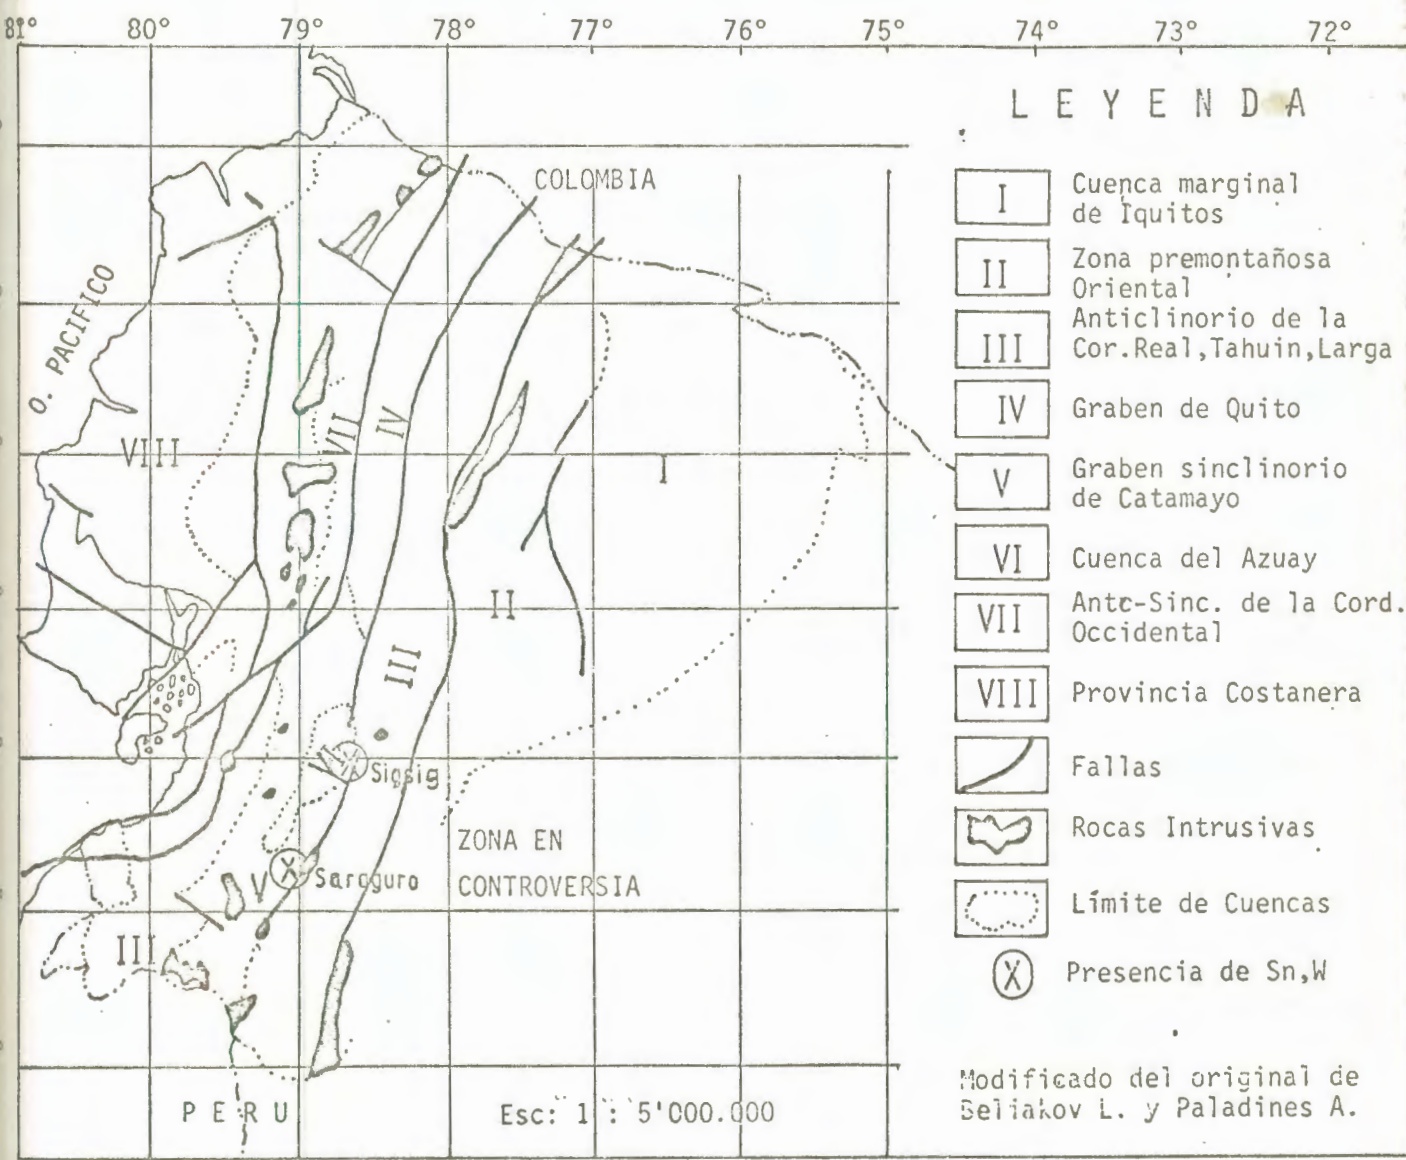 81° 80° 79° 78° 77° 76° 75° 74° 73° 72°
COLOMBIA
O. PACIFICO
VIII
VII
IV
I
II
III
VI
Sigsig
V
Saraguro
ZONA EN
CONTROVERSIA
III
P E R U
Esc: 1 : 5'000.000
L E Y E N D A
I Cuenca marginal
de Iquitos
II Zona premontañosa
Oriental
III Anticlinorio de la
Cor.Real,Tahuin,Larga
IV Graben de Quito
V Graben sinclinorio
de Catamayo
VI Cuenca del Azuay
VII Antc-Sinc. de la Cord.
Occidental
VIII Provincia Costanera
Fallas
Rocas Intrusivas
Límite de Cuencas
X Presencia de Sn,W
Modificado del original de
Beliakov L. y Paladines A.